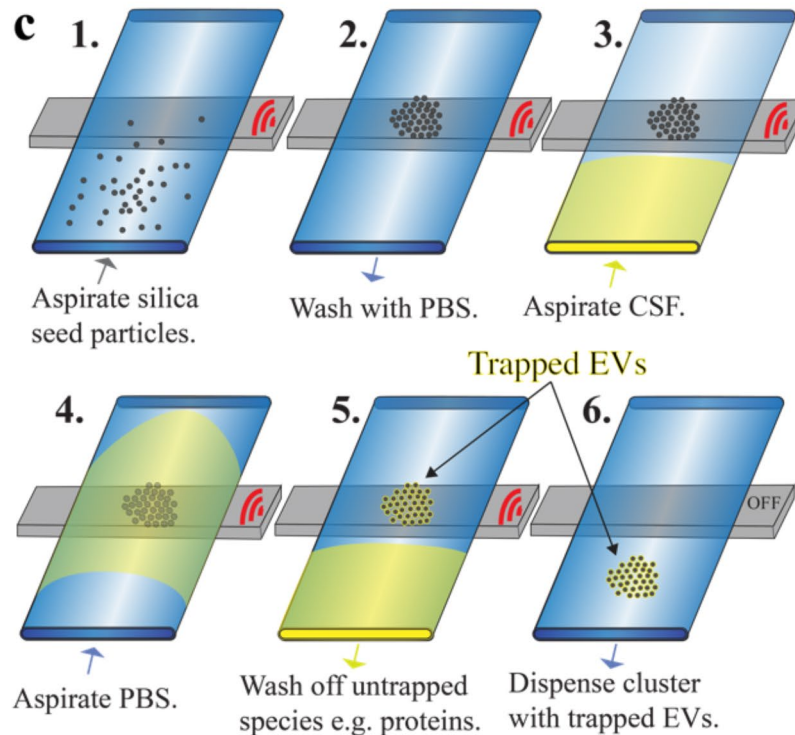 c
1.
2.
3.
Aspirate silica
seed particles.
Wash with PBS.
Aspirate CSF.
Trapped EVs
4.
5.
6.
OFF
Aspirate PBS.
Wash off untrapped
species e.g. proteins.
Dispense cluster
with trapped EVs.